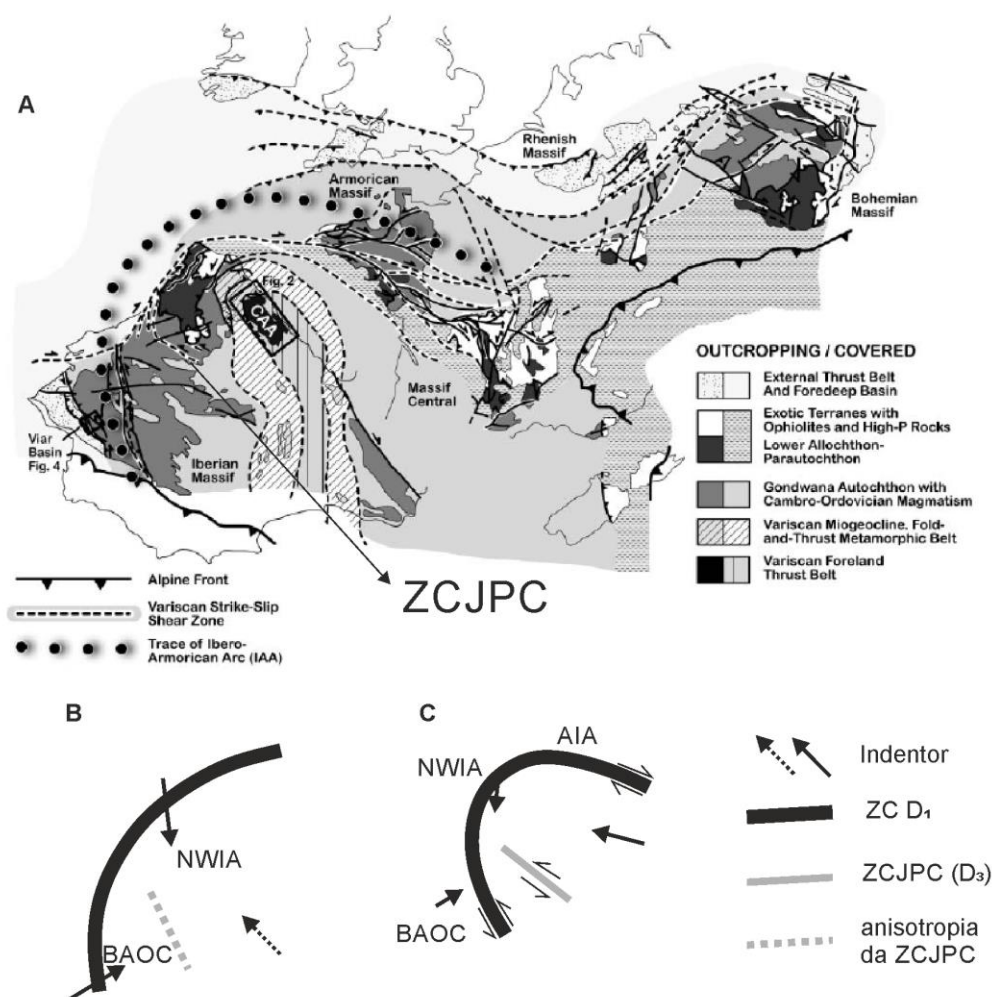 A
Rhenish
Massif
Armorican
Massif
Bohemian
Massif
Fig. 2
CAA
Massif
Central
Viar
Basin
Fig. 4
Iberian
Massif
OUTCROPPING / COVERED
External Thrust Belt
And Foredeep Basin
Exotic Terranes with
Ophiolites and High-P Rocks
Lower Allochthon-
Parautochthon
Gondwana Autochthon with
Cambro-Ordovician Magmatism
Variscan Miogeocline, Fold-
and-Thrust Metamorphic Belt
Variscan Foreland
Thrust Belt
Alpine Front
Variscan Strike-Slip
Shear Zone
Trace of Ibero-
Armorican Arc (IAA)
ZCJPC
B
NWIA
BAOC
C
AIA
NWIA
BAOC
Indentor
ZC D₁
ZCJPC (D₃)
anisotropia
da ZCJPC